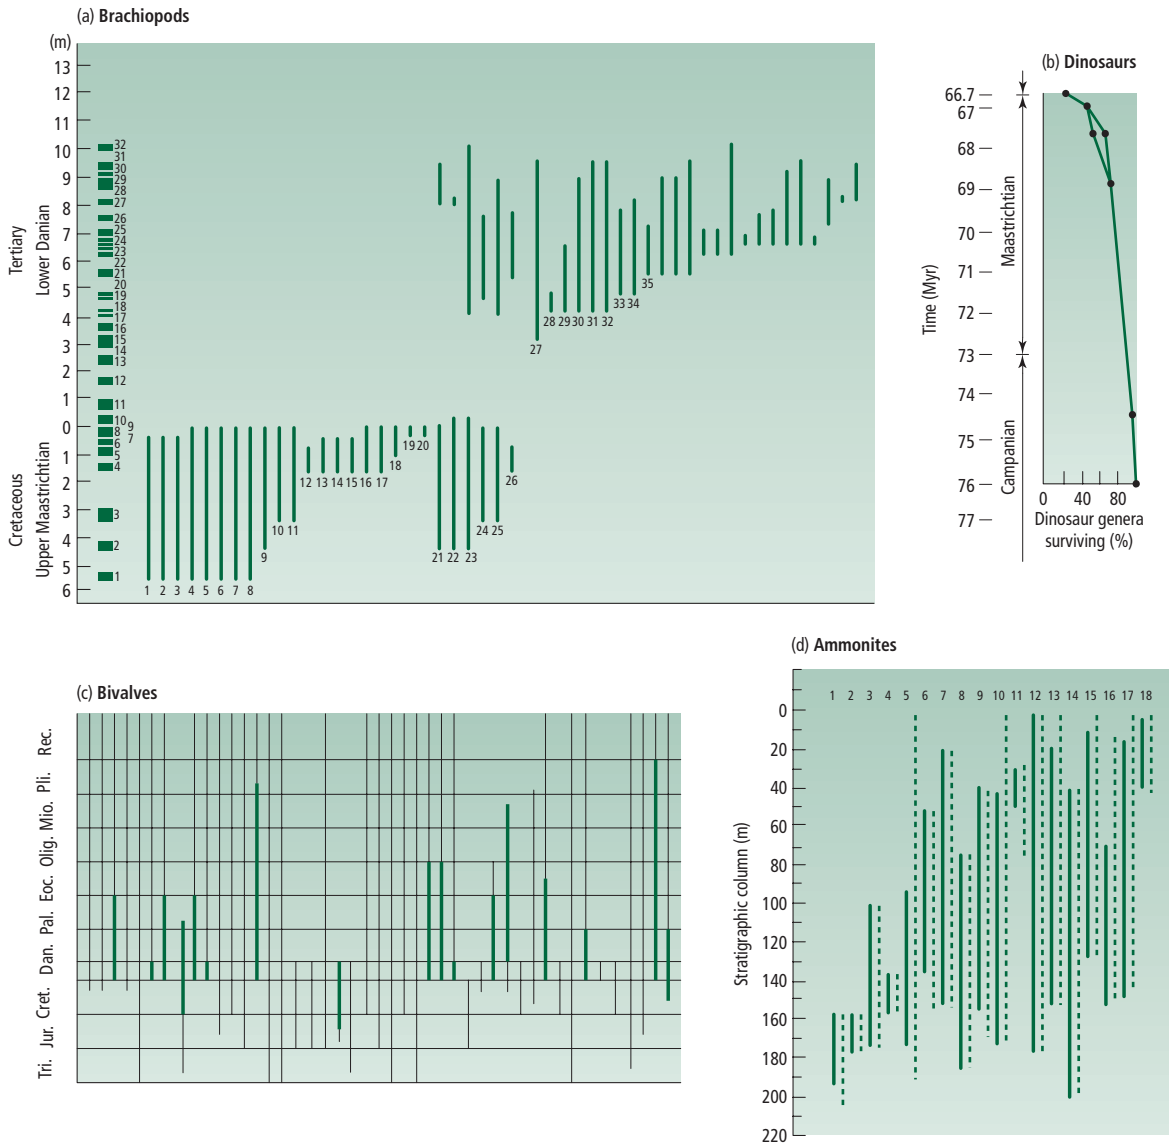 (a) Brachiopods
(m)
13
12
11
10
9
8
7
6
5
4
3
2
1
0
1
2
3
4
5
6
Tertiary
Lower Danian
Cretaceous
Upper Maastrichtian
32
31
30
29
28
27
26
25
24
23
22
21
20
19
18
17
16
15
14
13
12
11
10 9
8 7
6
5
4
3
2
1
1 2 3 4 5 6 7 8
9
10 11
12 13 14 15 16 17
18
19 20
21 22 23
24 25
26
27
28
29 30 31 32
33 34
35
(b) Dinosaurs
66.7
67
68
69
70
71
72
73
74
75
76
77
Time (Myr)
Maastrichtian
Campanian
0 40 80
Dinosaur genera
surviving (%)
(c) Bivalves
Rec.
Pli.
Mio.
Olig.
Eoc.
Pal.
Dan.
Cret.
Jur.
Tri.
(d) Ammonites
1 2 3 4 5 6 7 8 9 10 11 12 13 14 15 16 17 18
0
20
40
60
80
100
120
140
160
180
200
220
Stratigraphic column (m)